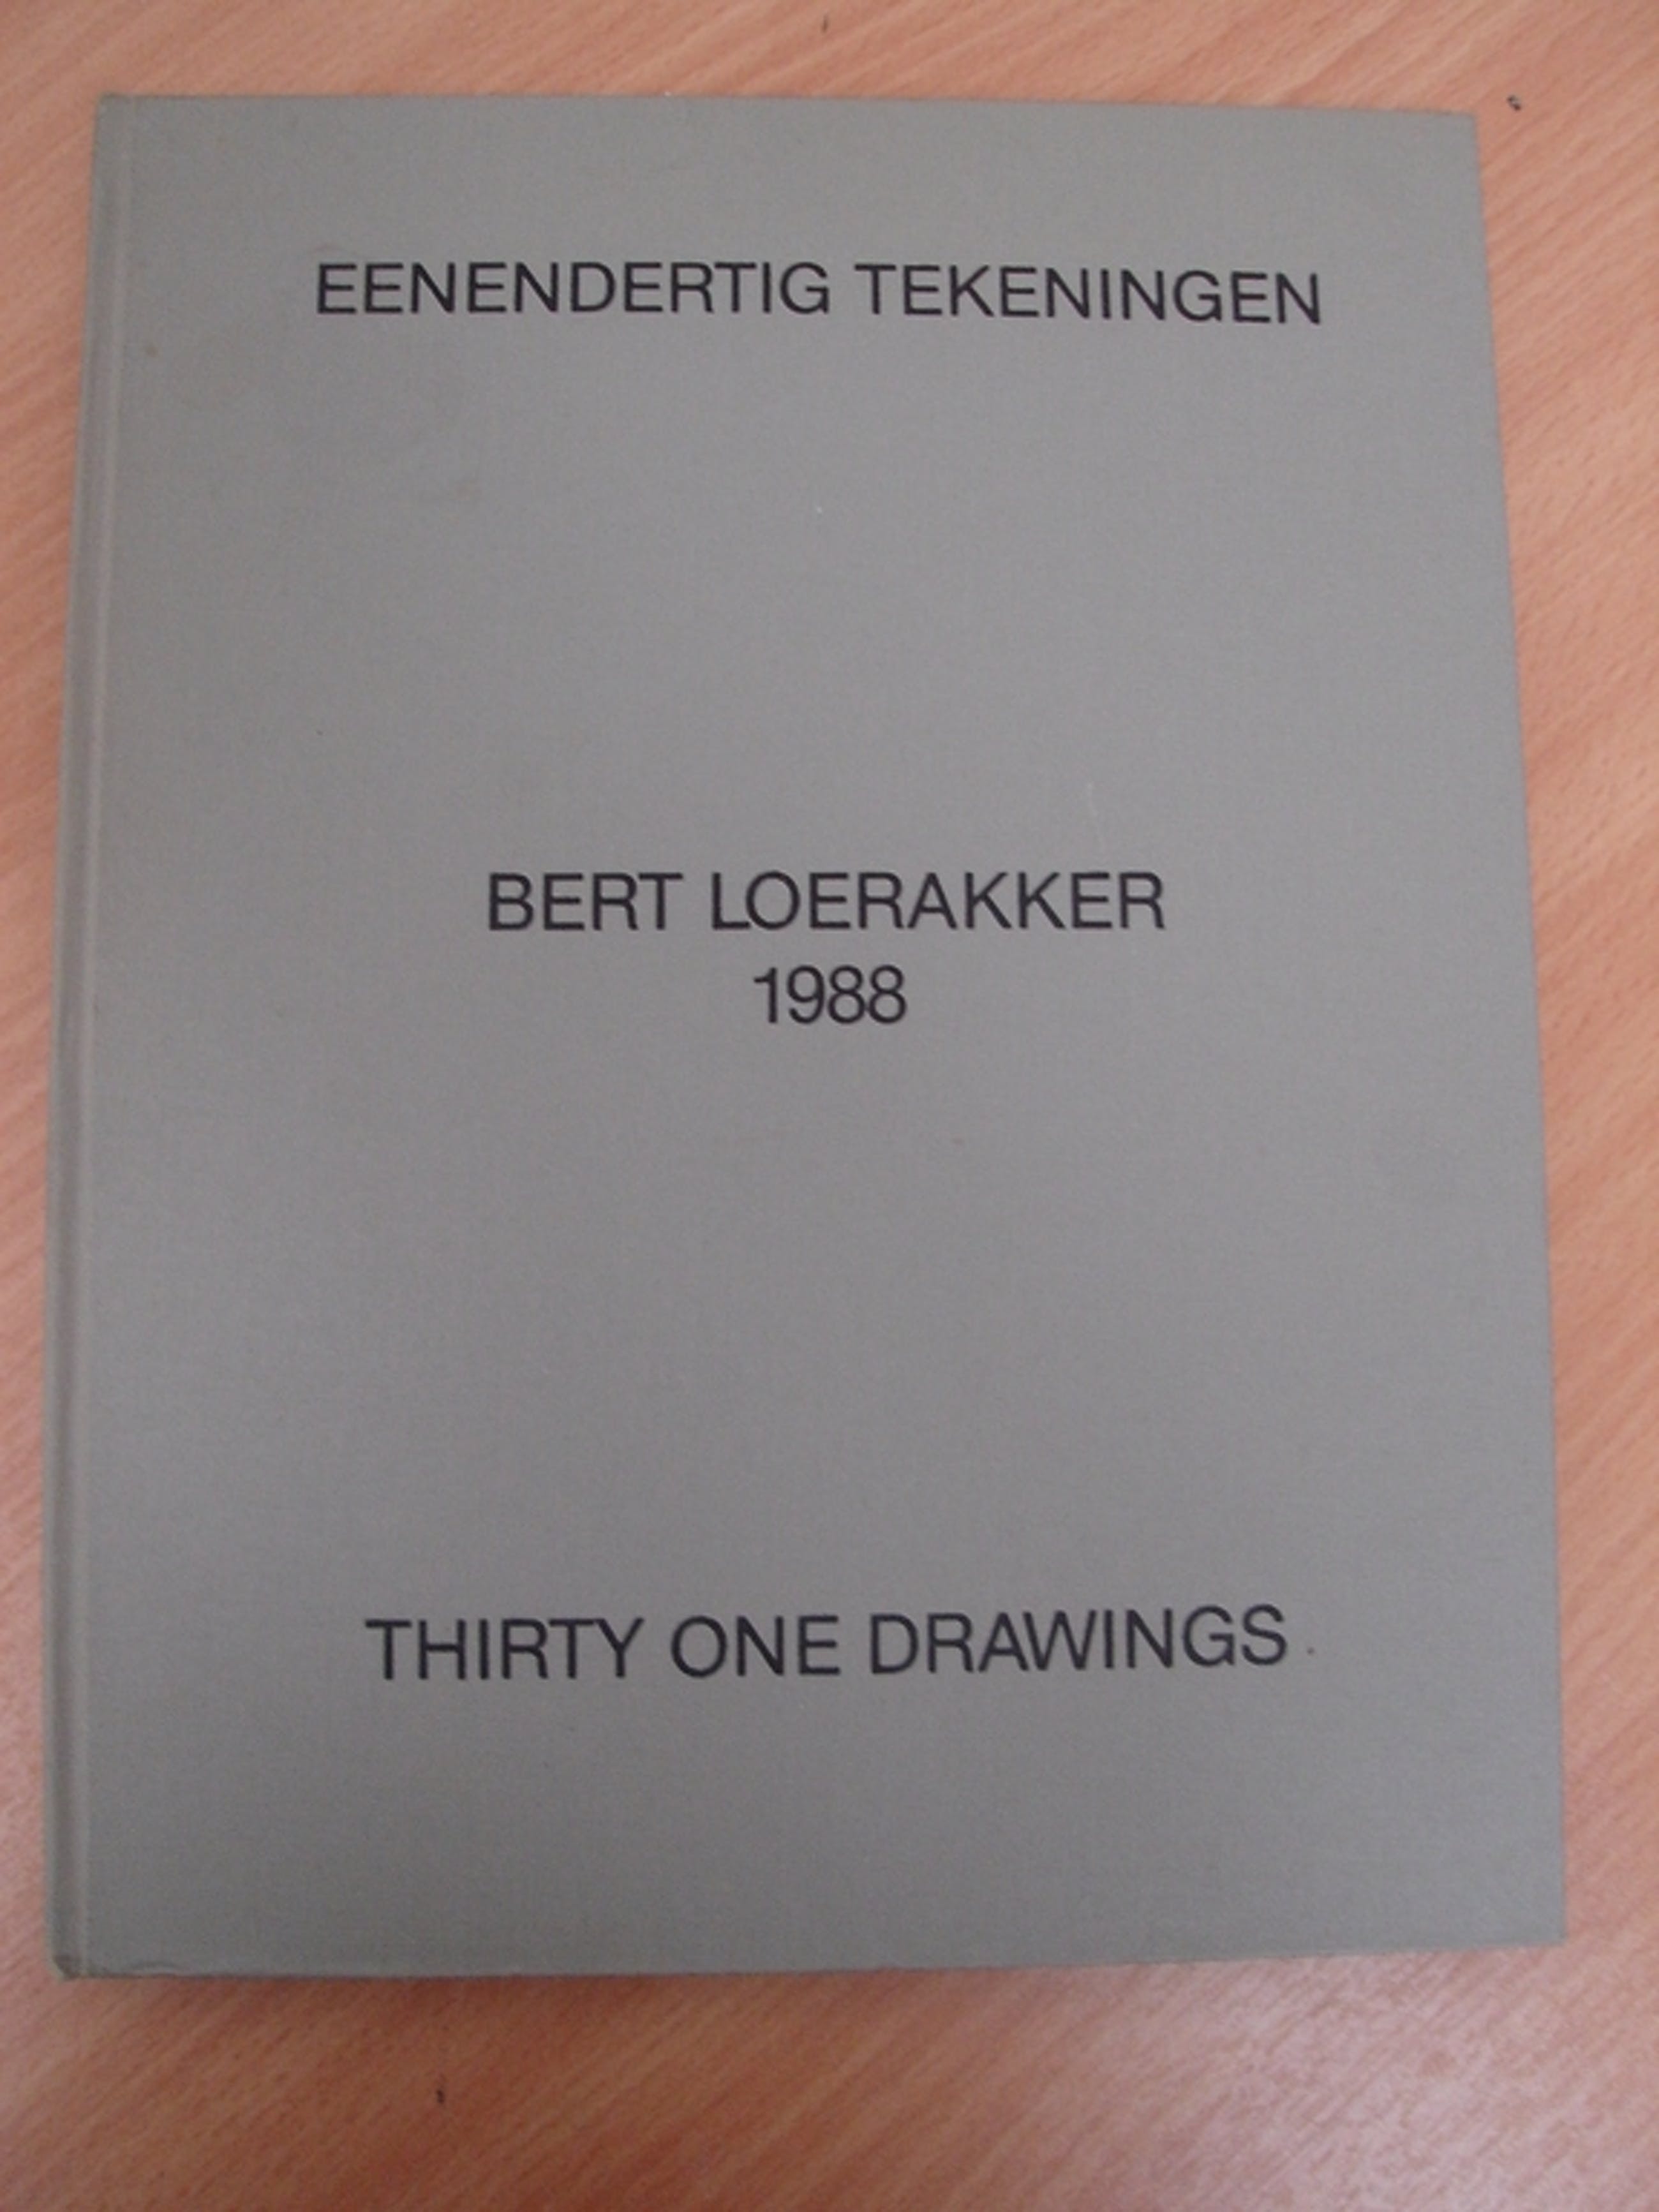 EENENDERTIG TEKENINGEN
BERT LOERAKKER
1988
THIRTY ONE DRAWINGS